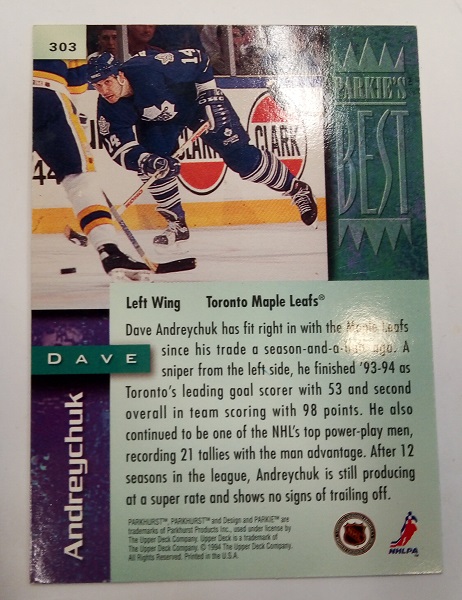 303
14
14
44
CLARK
CLARK
PARKIE'S
BEST
Left Wing Toronto Maple Leafs®
Dave Andreychuk has fit right in with the Maple Leafs
since his trade a season-and-a-half ago. A
sniper from the left side, he finished '93-94 as
Toronto's leading goal scorer with 53 and second
overall in team scoring with 98 points. He also
continued to be one of the NHL's top power-play men,
recording 21 tallies with the man advantage. After 12
seasons in the league, Andreychuk is still producing
at a super rate and shows no signs of trailing off.
DAVE
Andreychuk
PARKHURST™, PARKHURST™ and Design and PARKIE™ are
trademarks of Parkhurst Products Inc., used under license by
The Upper Deck Company. Upper Deck is a trademark of
The Upper Deck Company. © 1994 The Upper Deck Company.
All Rights Reserved. Printed in the U.S.A.
NHLPA